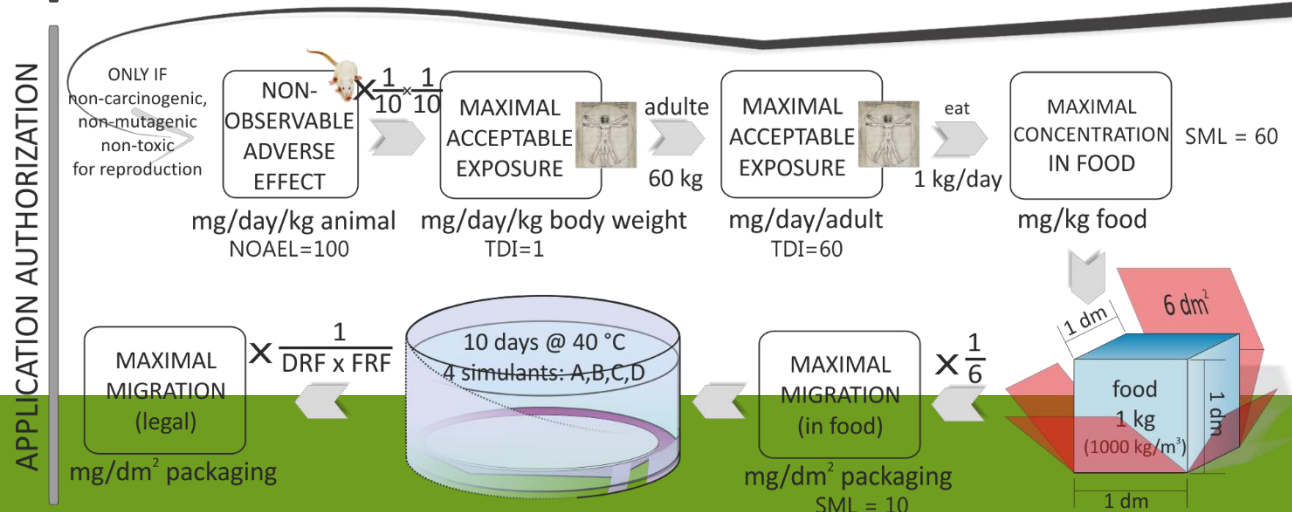 APPLICATION AUTHORIZATION
ONLY IF
non-carcinogenic,
non-mutagenic
non-toxic
for reproduction
NON-
OBSERVABLE
ADVERSE
EFFECT
mg/day/kg animal
NOAEL=100
× 1/10 × 1/10
MAXIMAL
ACCEPTABLE
EXPOSURE
mg/day/kg body weight
TDI=1
adulte
60 kg
MAXIMAL
ACCEPTABLE
EXPOSURE
mg/day/adult
TDI=60
eat
1 kg/day
MAXIMAL
CONCENTRATION
IN FOOD
mg/kg food
SML = 60
6 dm²
1 dm
food
1 kg
(1000 kg/m³)
1 dm
1 dm
× 1/6
MAXIMAL
MIGRATION
(in food)
mg/dm² packaging
SML = 10
10 days @ 40 °C
4 simulants: A,B,C,D
× 1/DRF x FRF
MAXIMAL
MIGRATION
(legal)
mg/dm² packaging